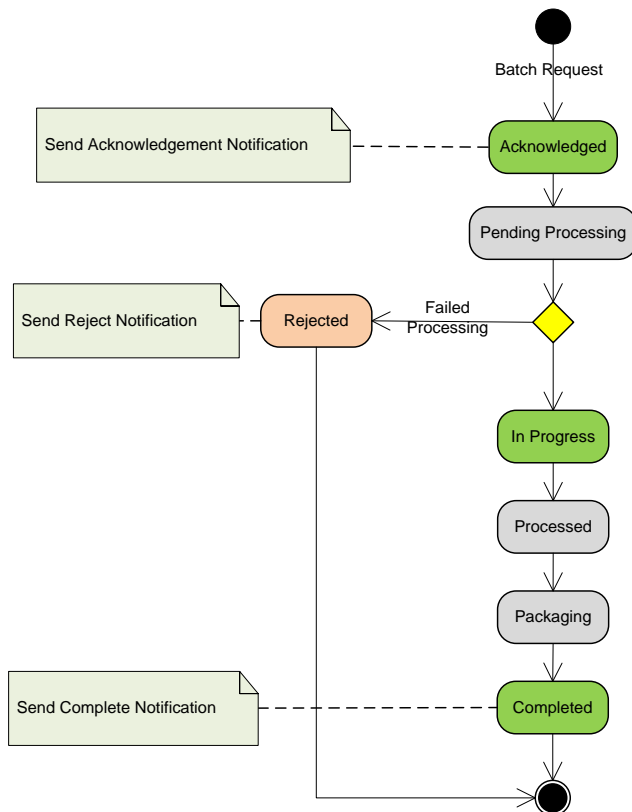 Batch Request
Send Acknowledgement Notification
Acknowledged
Pending Processing
Send Reject Notification
Rejected
Failed
Processing
In Progress
Processed
Packaging
Send Complete Notification
Completed